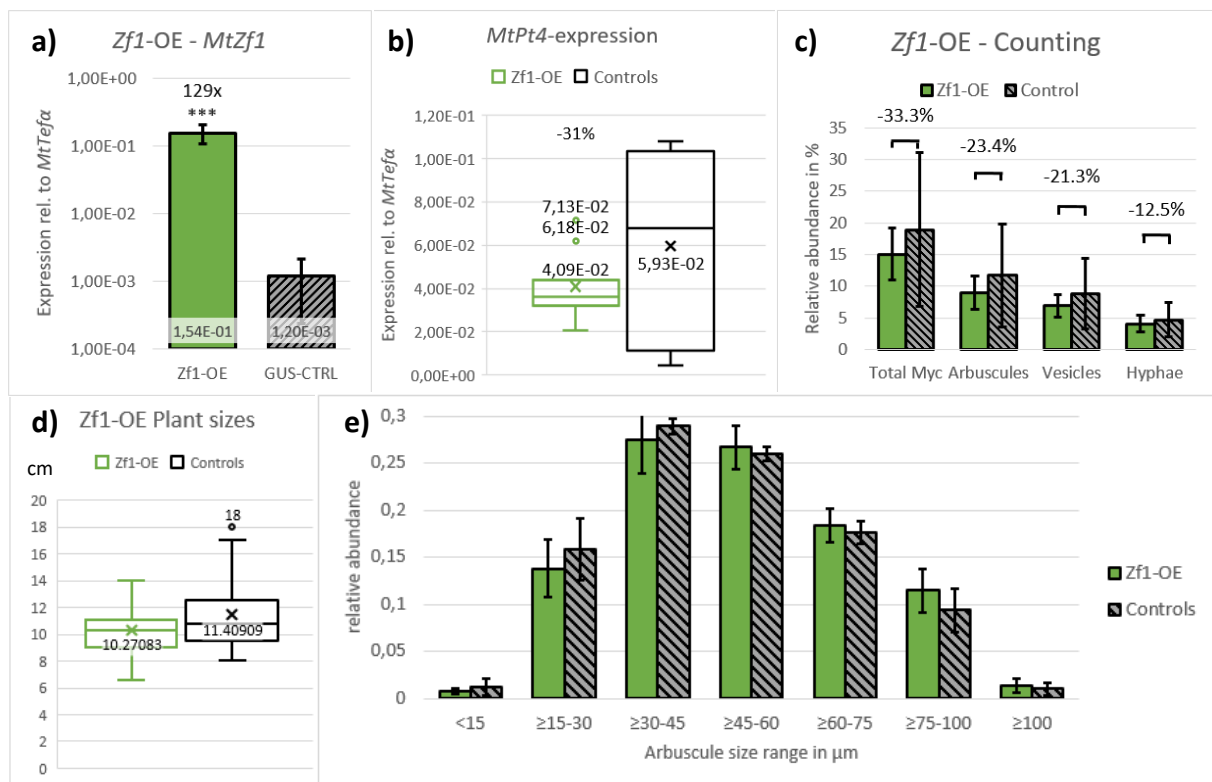 a)
Zf1-OE - MtZf1
Expression rel. to MtTefα
1,00E+00
1,00E-01
1,00E-02
1,00E-03
1,00E-04
129x
***
1,54E-01
1,20E-03
Zf1-OE
GUS-CTRL
b)
MtPt4-expression
Zf1-OE
Controls
Expression rel. to MtTefα
1,20E-01
1,00E-01
8,00E-02
6,00E-02
4,00E-02
2,00E-02
0,00E+00
-31%
7,13E-02
6,18E-02
4,09E-02
5,93E-02
c)
Zf1-OE - Counting
Zf1-OE
Control
Relative abundance in %
35
30
25
20
15
10
5
0
-33.3%
-23.4%
-21.3%
-12.5%
Total Myc
Arbuscules
Vesicles
Hyphae
d)
Zf1-OE Plant sizes
cm
Zf1-OE
Controls
20
18
16
14
12
10
8
6
4
2
0
18
10.27083
11.40909
e)
relative abundance
0,3
0,25
0,2
0,15
0,1
0,05
0
<15
≥15-30
≥30-45
≥45-60
≥60-75
≥75-100
≥100
Arbuscule size range in µm
Zf1-OE
Controls